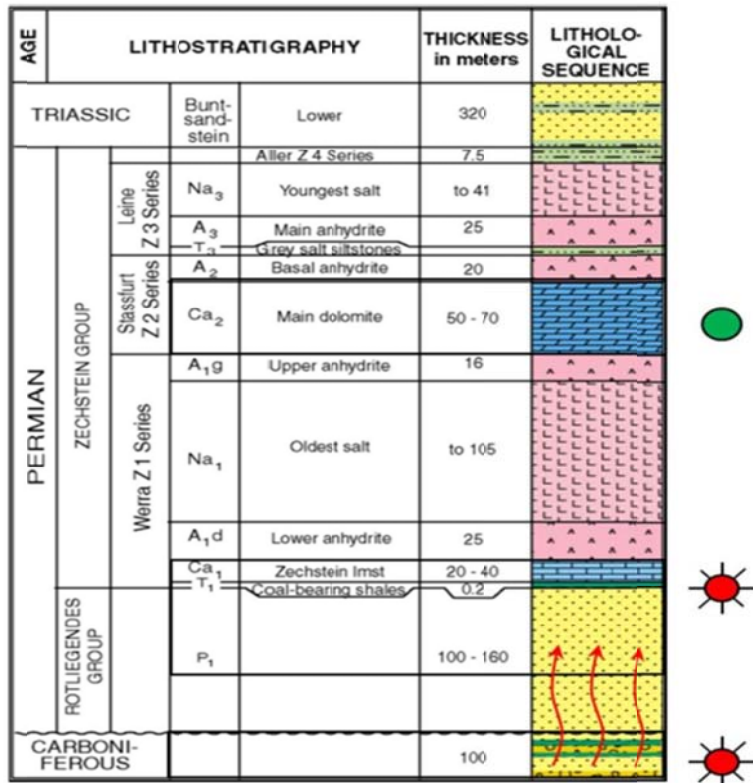 AGE
LITHOSTRATIGRAPHY
THICKNESS
in meters
LITHOLO-
GICAL
SEQUENCE
TRIASSIC
Bunt-
sand-
stein
Lower
320
PERMIAN
ZECHSTEIN GROUP
Aller Z 4 Series
7.5
Leine
Z 3 Series
Na3
Youngest salt
to 41
A3
Main anhydrite
25
T3
Grey salt siltstones
Stassfurt
Z 2 Series
A2
Basal anhydrite
20
Ca2
Main dolomite
50 - 70
Werra Z 1 Series
A1g
Upper anhydrite
16
Na1
Oldest salt
to 105
A1d
Lower anhydrite
25
Ca1
Zechstein lmst
20 - 40
T1
Coal-bearing shales
0.2
ROTLIEGENDES
GROUP
P1
100 - 160
CARBONI-
FEROUS
100